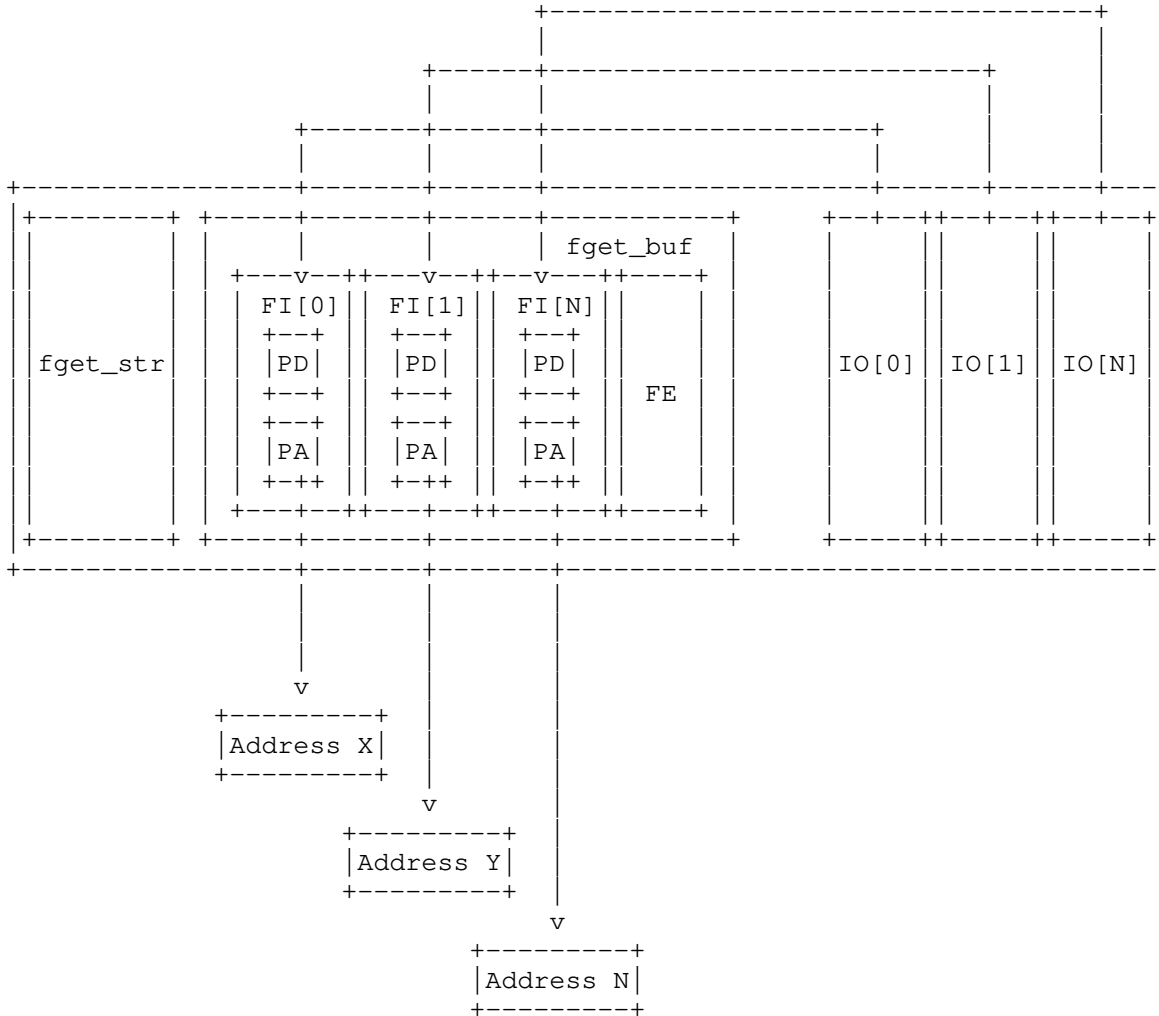 fget_buf
FI[0] FI[1] FI[N]
fget_str PD PD PD IO[0] IO[1] IO[N]
FE
PA PA PA
Address X
Address Y
Address N